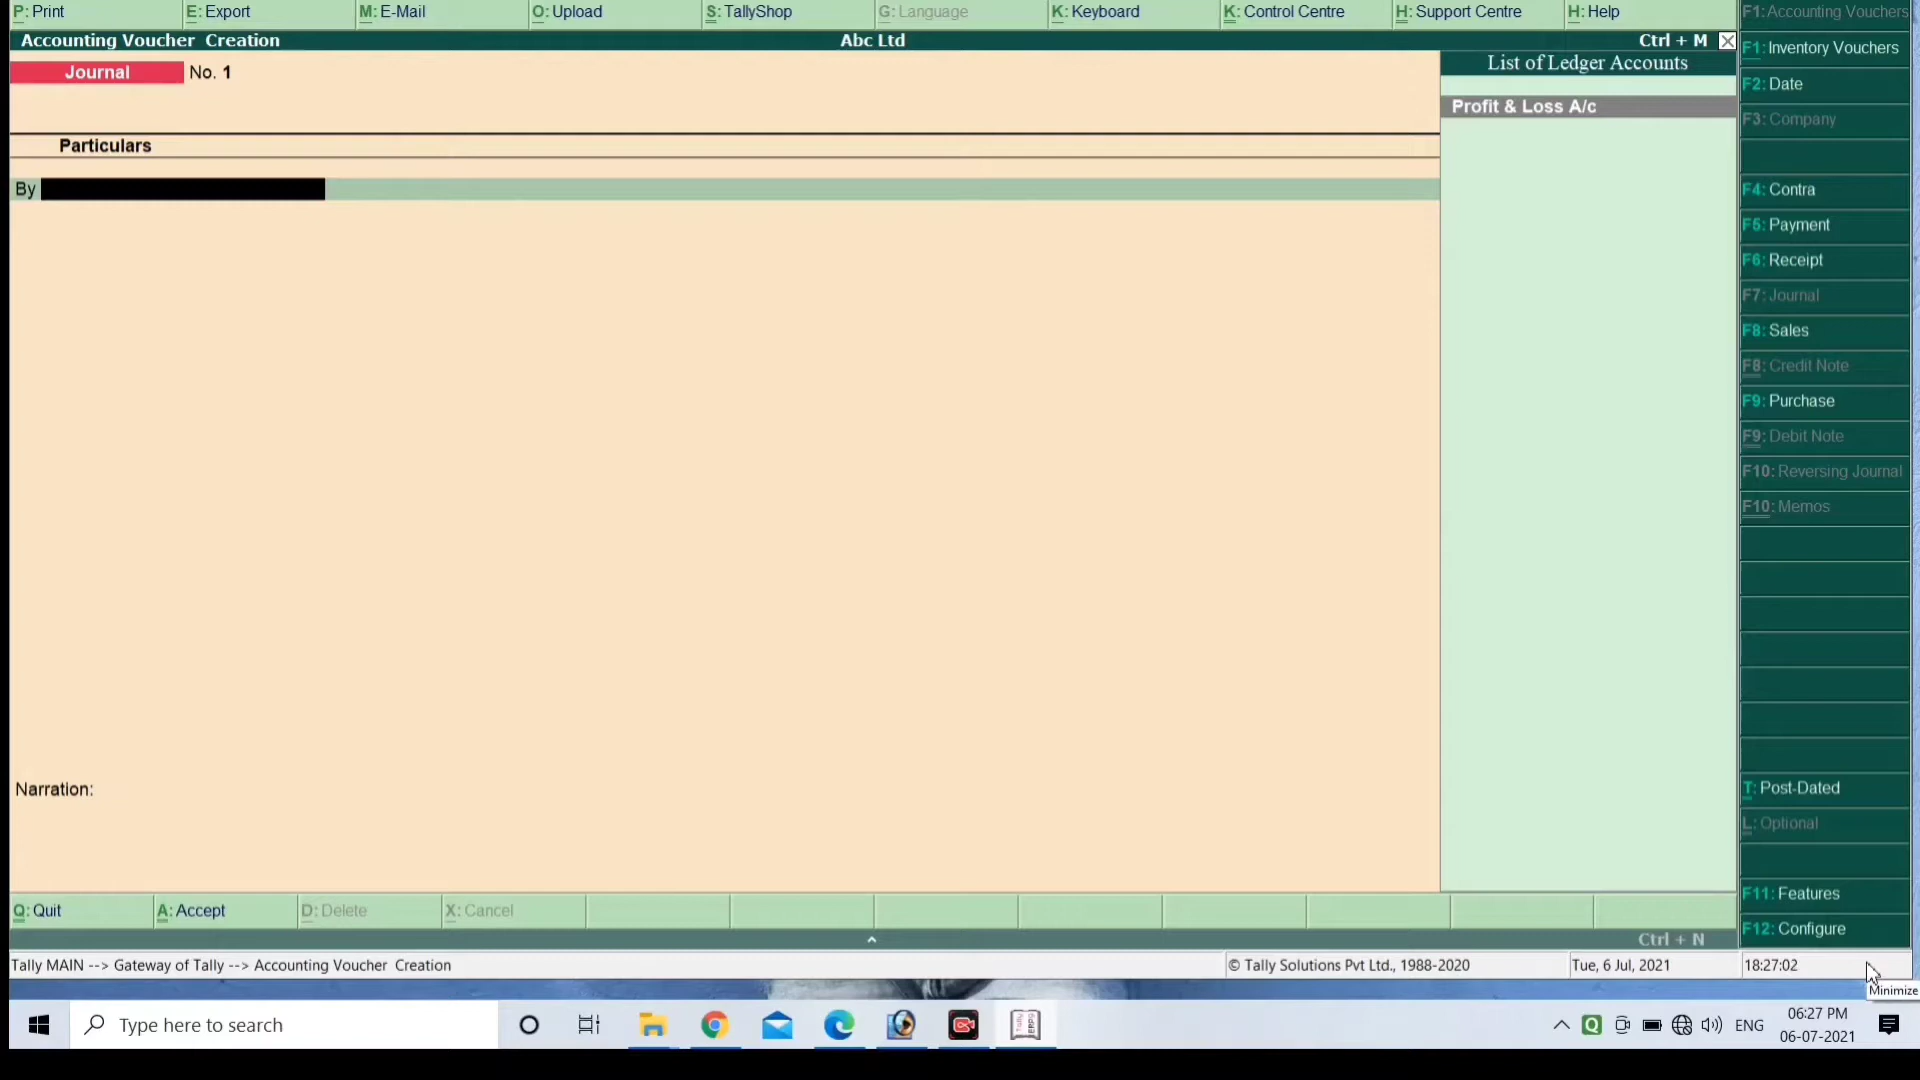 P: Print E: Export M: E-Mail O: Upload S: TallyShop G: Language K: Keyboard K: Control Centre H: Support Centre H: Help
Accounting Voucher Creation Abc Ltd Ctrl + M
Journal No. 1
Particulars
By
Narration:
List of Ledger Accounts
Profit & Loss A/c
F1: Accounting Vouchers
F1: Inventory Vouchers
F2: Date
F3: Company
F4: Contra
F5: Payment
F6: Receipt
F7: Journal
F8: Sales
F8: Credit Note
F9: Purchase
F9: Debit Note
F10: Reversing Journal
F10: Memos
T: Post-Dated
L: Optional
F11: Features
F12: Configure
Q: Quit A: Accept D: Delete X: Cancel
Ctrl + N
Tally MAIN --> Gateway of Tally --> Accounting Voucher Creation © Tally Solutions Pvt Ltd., 1988-2020 Tue, 6 Jul, 2021 18:27:02
Minimize
Type here to search ENG 06:27 PM
06-07-2021